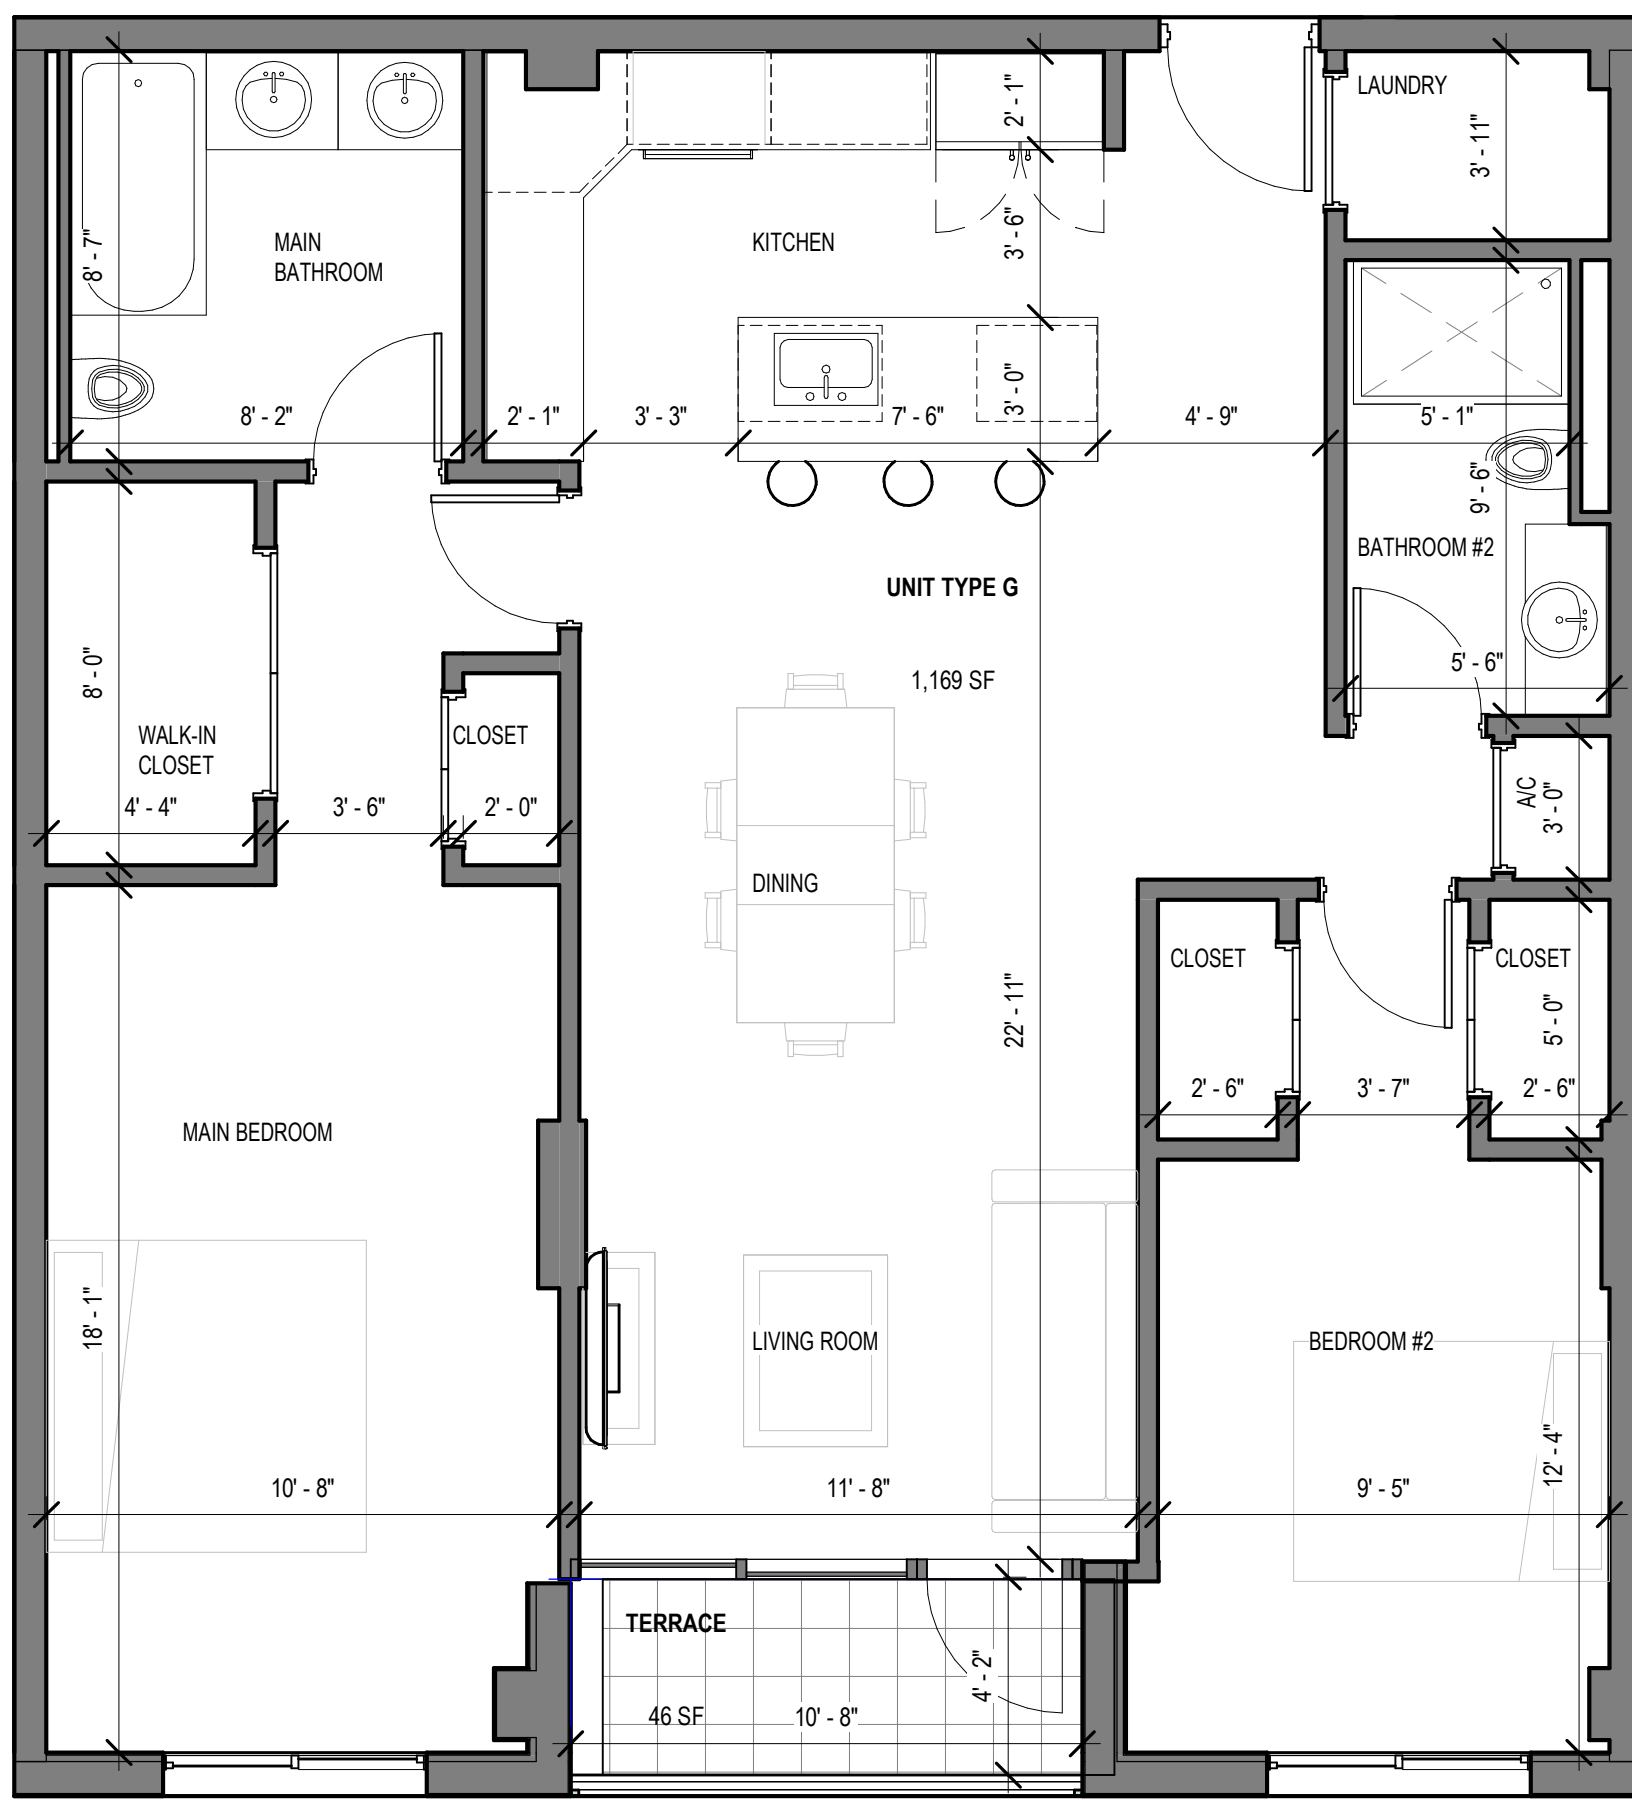 LAUNDRY
2' - 1"
3' - 11"
8' - 7"
MAIN
BATHROOM
KITCHEN
3' - 6"
3' - 0"
8' - 2"
2' - 1"
3' - 3"
7' - 6"
4' - 9"
5' - 1"
9' - 6"
BATHROOM #2
UNIT TYPE G
1,169 SF
5' - 6"
8' - 0"
WALK-IN
CLOSET
CLOSET
4' - 4"
3' - 6"
2' - 0"
A/C
3' - 0"
DINING
CLOSET
CLOSET
22' - 11"
5' - 0"
2' - 6"
3' - 7"
2' - 6"
MAIN BEDROOM
18' - 1"
LIVING ROOM
BEDROOM #2
12' - 4"
10' - 8"
11' - 8"
9' - 5"
TERRACE
4' - 2"
46 SF
10' - 8"